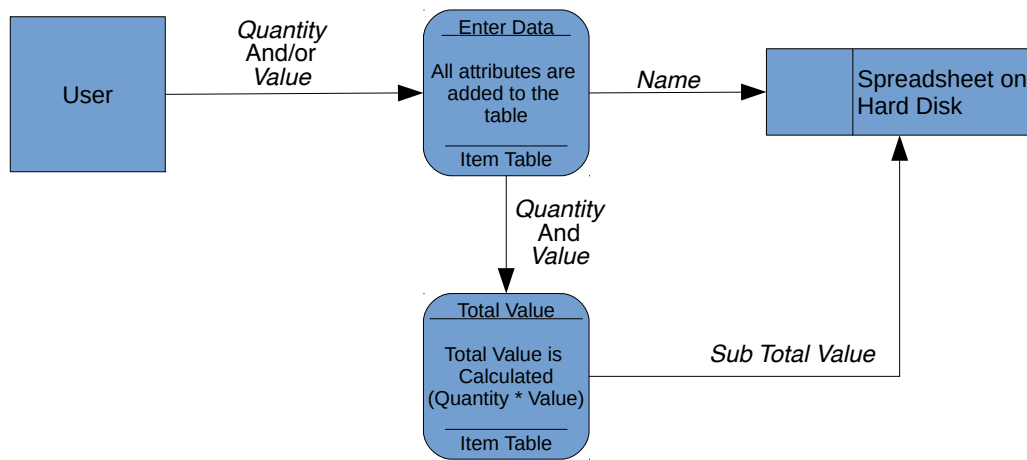 User
Quantity
And/or
Value
Enter Data
All attributes are
added to the
table
Item Table
Name
Spreadsheet on
Hard Disk
Quantity
And
Value
Total Value
Total Value is
Calculated
(Quantity * Value)
Item Table
Sub Total Value